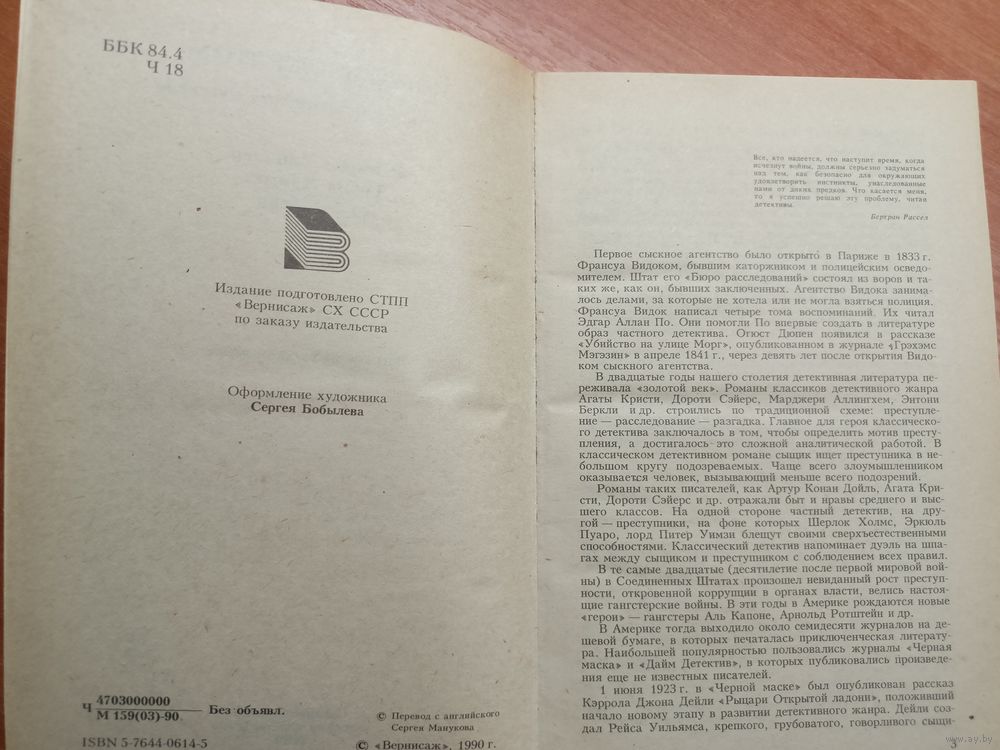 ББК 84.4
Ч 18
Издание подготовлено СТПП
«Вернисаж» СХ СССР
по заказу издательства
Оформление художника
Сергея Бобылева
Ч 4703000000
М 159(03)-90 Без объявл.
ISBN 5-7644-0614-5
© Перевод с английского
Сергея Манукова
© «Вернисаж», 1990 г.
Все, кто надеется, что наступит время, когда
исчезнут войны, должны серьезно задуматься
над тем, как безопасно для окружающих
удовлетворить инстинкты, унаследованные
нами от диких предков. Что касается меня,
то я успешно решаю эту проблему, читая
детективы.
Бертран Рассел
Первое сыскное агентство было открыто в Париже в 1833 г.
Франсуа Видоком, бывшим каторжником и полицейским осведо-
мителем. Штат его «Бюро расследований» состоял из воров и та-
ких же, как он, бывших заключенных. Агентство Видока занима-
лось делами, за которые не хотела или не могла взяться полиция.
Франсуа Видок написал четыре тома воспоминаний. Их читал
Эдгар Аллан По. Они помогли По впервые создать в литературе
образ частного детектива. Огюст Дюпен появился в рассказе
«Убийство на улице Морг», опубликованном в журнале «Грэхэмс
Мэгэзин» в апреле 1841 г., через девять лет после открытия Видо-
ком сыскного агентства.
В двадцатые годы нашего столетия детективная литература пе-
реживала «золотой век». Романы классиков детективного жанра
Агаты Кристи, Дороти Сэйерс, Марджери Аллингхем, Энтони
Беркли и др. строились по традиционной схеме: преступле-
ние — расследование — разгадка. Главное для героя классическо-
го детектива заключалось в том, чтобы определить мотив престу-
пления, а достигалось это сложной аналитической работой. В
классическом детективном романе сыщик ищет преступника в не-
большом кругу подозреваемых. Чаще всего злоумышленником
оказывается человек, вызывающий меньше всего подозрений.
Романы таких писателей, как Артур Конан Дойль, Агата Кри-
сти, Дороти Сэйерс и др. отражали быт и нравы среднего и выс-
шего классов. На одной стороне частный детектив, на дру-
гой — преступники, на фоне которых Шерлок Холмс, Эркюль
Пуаро, лорд Питер Уимзи блещут своими сверхъестественными
способностями. Классический детектив напоминает дуэль на шпа-
гах между сыщиком и преступником с соблюдением всех правил.
В те самые двадцатые (десятилетие после первой мировой вой-
ны) в Соединенных Штатах произошел невиданный рост преступ-
ности, откровенной коррупции в органах власти, велись настоя-
щие гангстерские войны. В эти годы в Америке рождаются новые
«герои» — гангстеры Аль Капоне, Арнольд Ротштейн и др.
В Америке тогда выходило около семидесяти журналов на де-
шевой бумаге, в которых печаталась приключенческая литерату-
ра. Наибольшей популярностью пользовались журналы «Черная
маска» и «Дайм Детектив», в которых публиковались произведе-
ния еще не известных писателей.
1 июня 1923 г. в «Черной маске» был опубликован рассказ
Кэррола Джона Дейли «Рыцари Открытой ладони», положивший
начало новому этапу в развитии детективного жанра. Дейли соз-
дал Рейса Уильямса, крепкого, грубоватого, говорливого сыщи-
www.ay.by